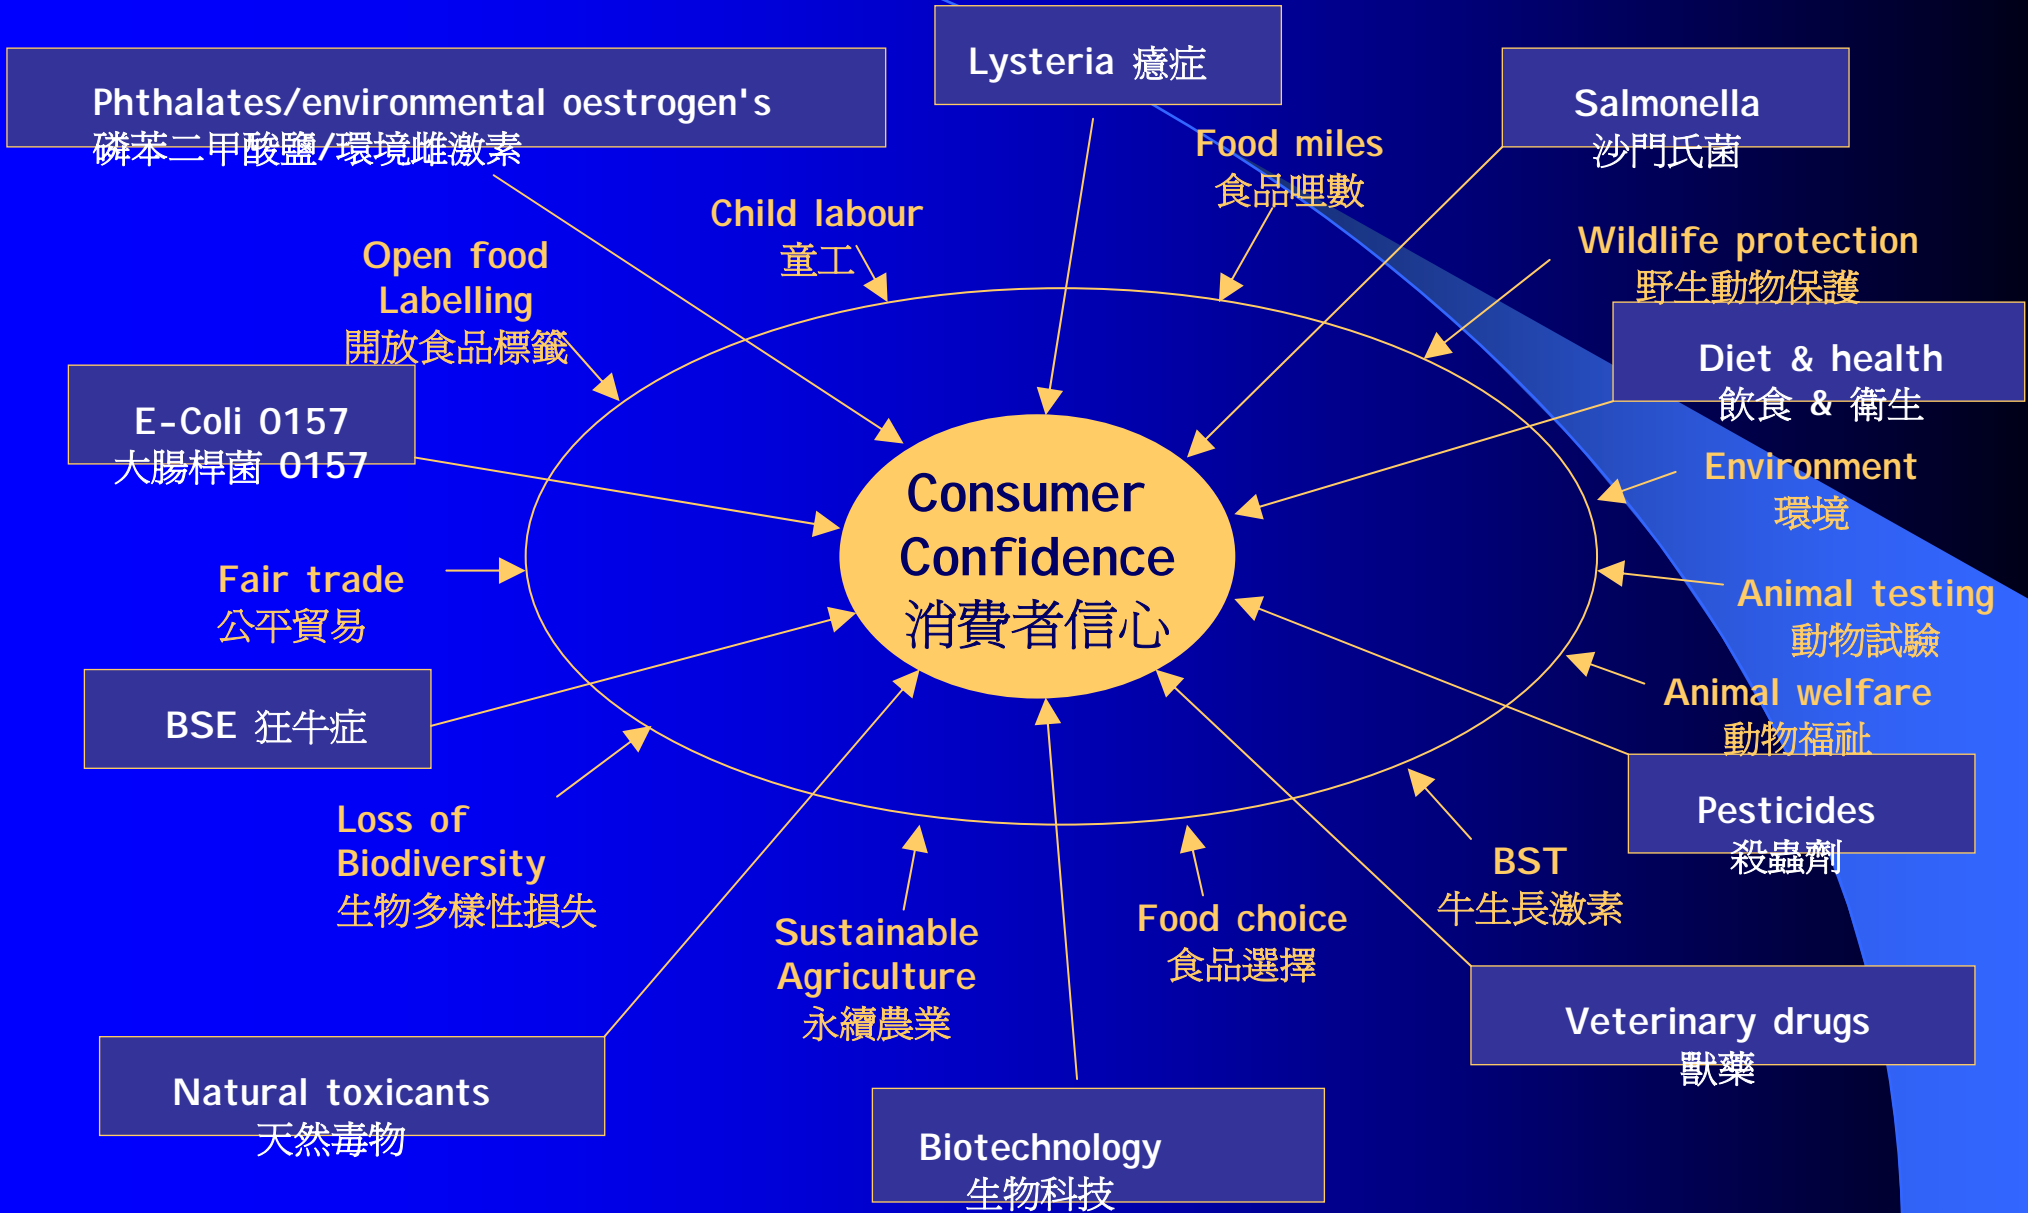 Lysteria 癔症
Phthalates/environmental oestrogen's
磷苯二甲酸鹽/環境雌激素
Salmonella
沙門氏菌
Food miles
食品哩數
Child labour
童工
Open food
Labelling
開放食品標籤
Wildlife protection
野生動物保護
Diet & health
飲食 & 衛生
E-Coli 0157
大腸桿菌 0157
Environment
環境
Consumer
Confidence
消費者信心
Fair trade
公平貿易
Animal testing
動物試驗
Animal welfare
動物福祉
BSE 狂牛症
Pesticides
殺蟲劑
Loss of
Biodiversity
生物多樣性損失
BST
牛生長激素
Sustainable
Agriculture
永續農業
Food choice
食品選擇
Veterinary drugs
獸藥
Natural toxicants
天然毒物
Biotechnology
生物科技